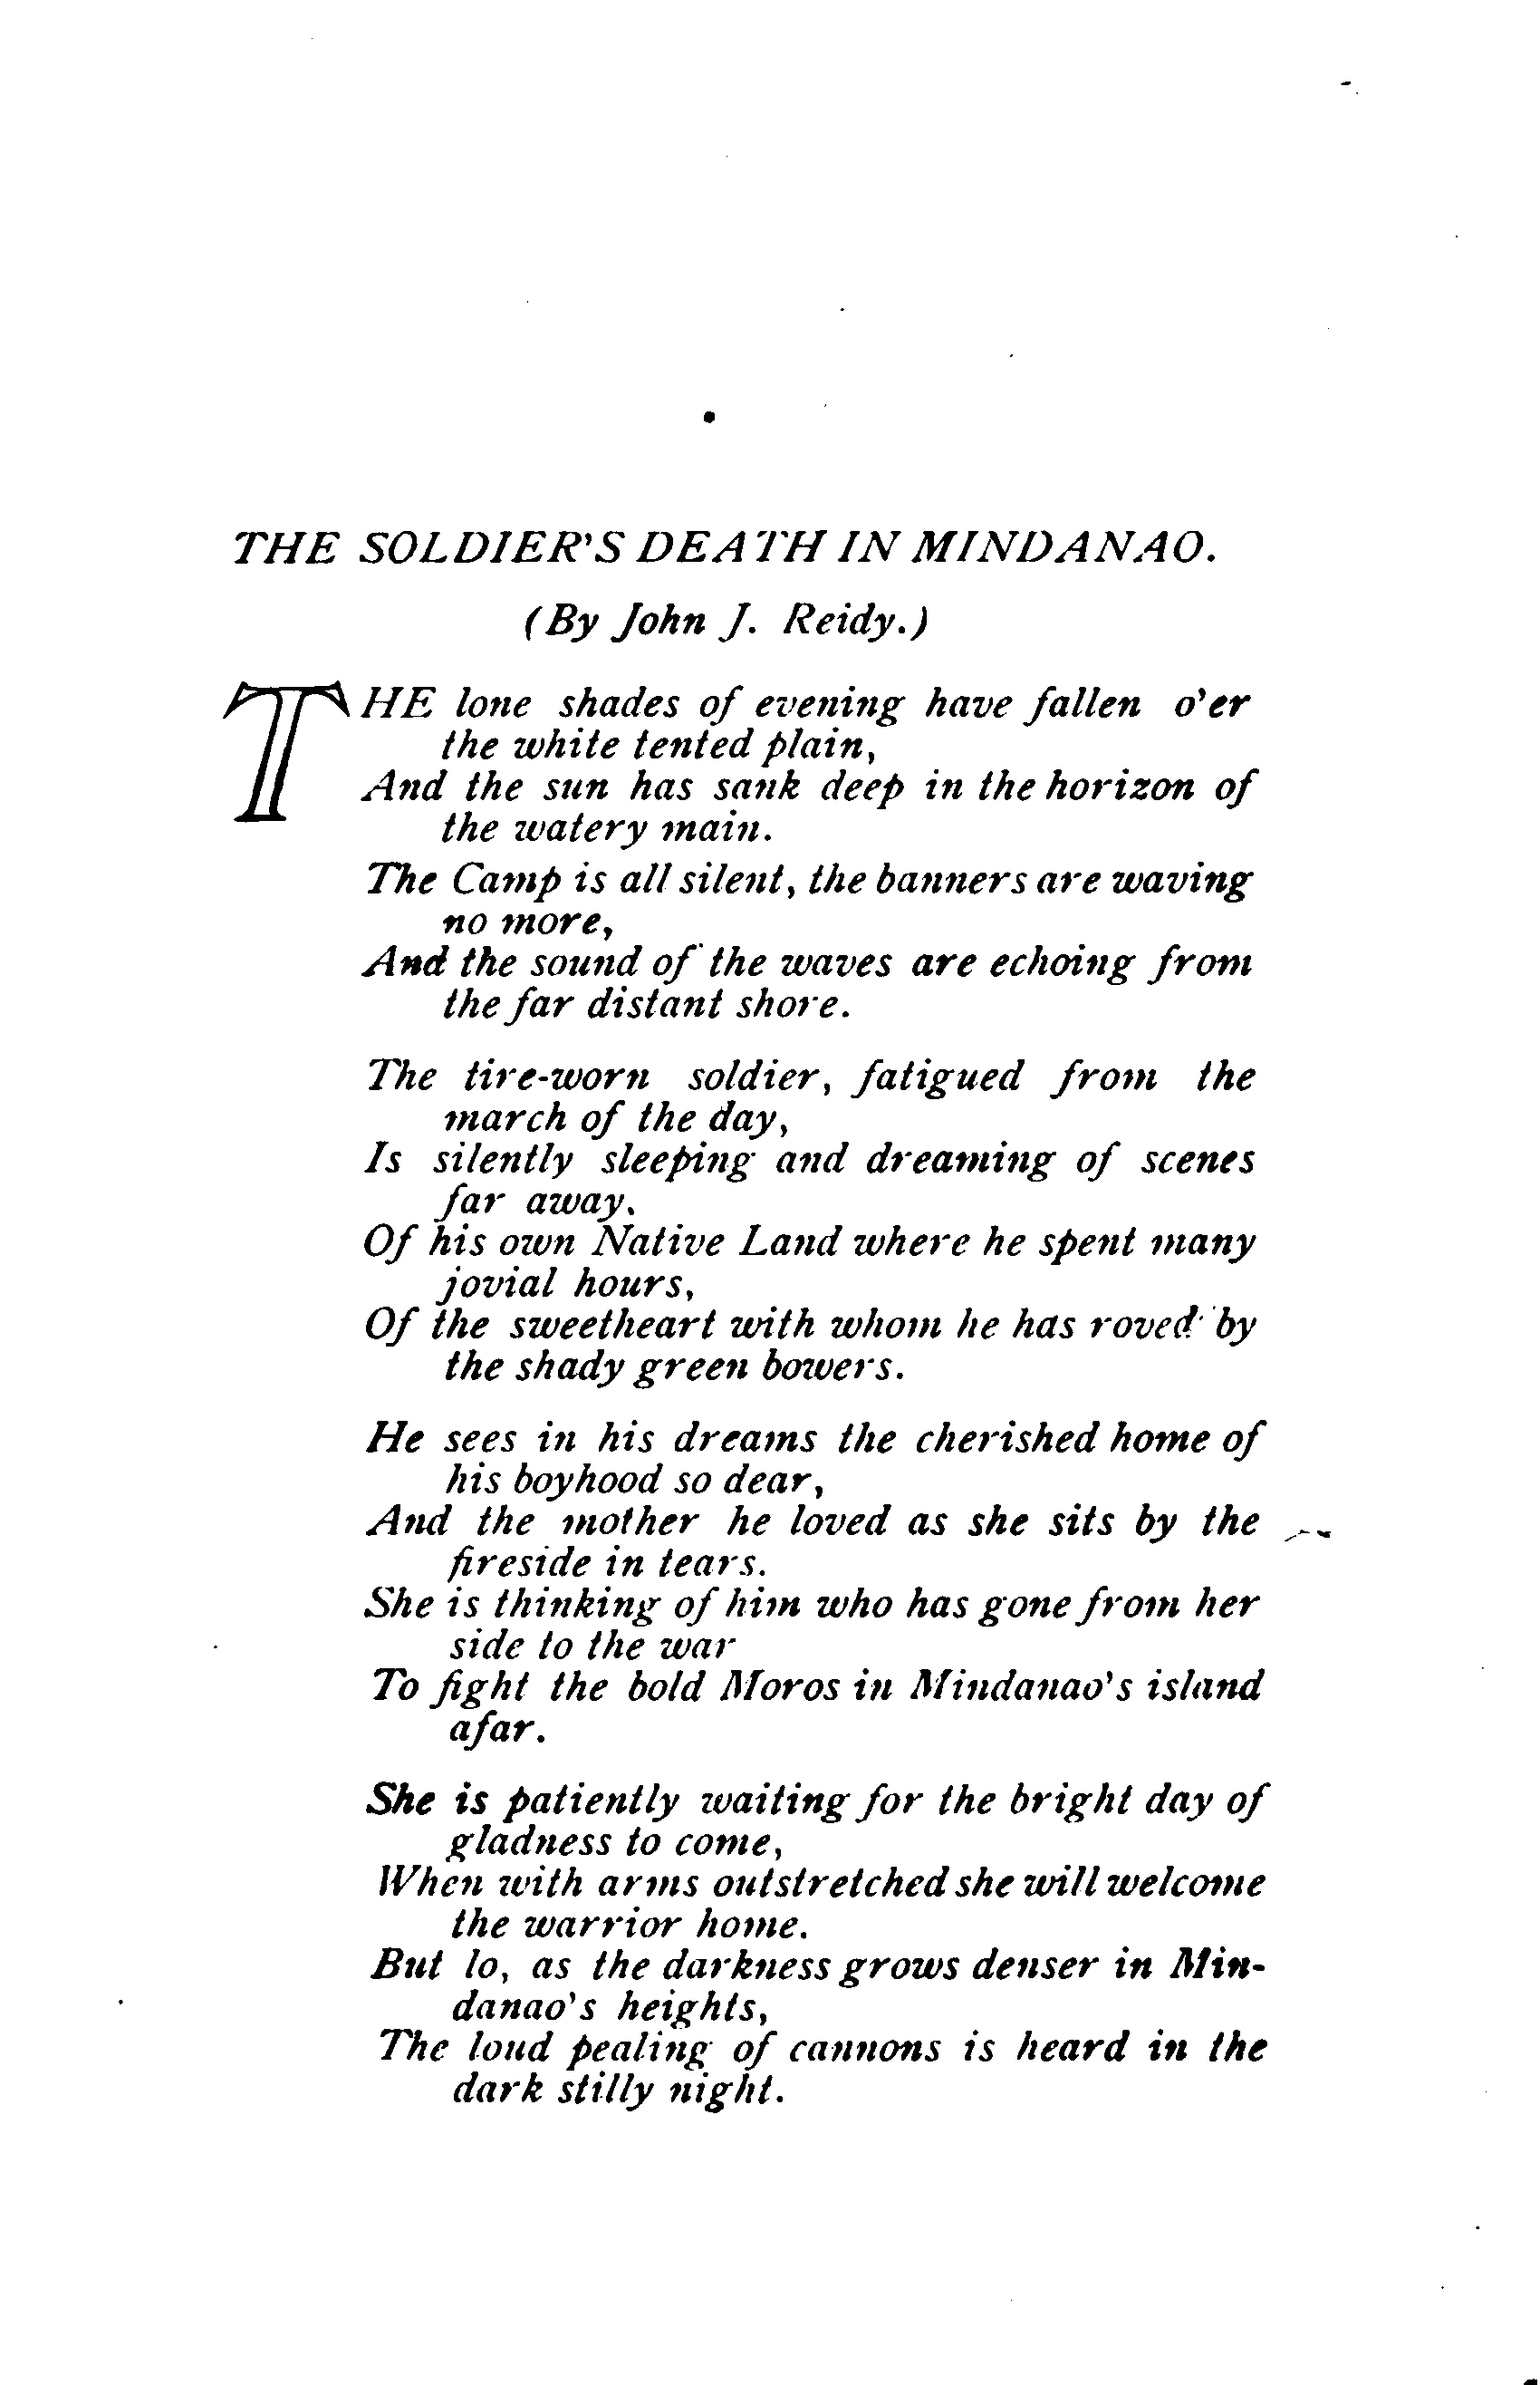 THE SOLDIER'S DEATH IN MINDANAO.
(By John J. Reidy.)
THE lone shades of evening have fallen o'er
the white tented plain,
And the sun has sank deep in the horizon of
the watery main.
The Camp is all silent, the banners are waving
no more,
And the sound of the waves are echoing from
the far distant shore.
The tire-worn soldier, fatigued from the
march of the day,
Is silently sleeping and dreaming of scenes
far away.
Of his own Native Land where he spent many
jovial hours,
Of the sweetheart with whom he has roved by
the shady green bowers.
He sees in his dreams the cherished home of
his boyhood so dear,
And the mother he loved as she sits by the
fireside in tears.
She is thinking of him who has gone from her
side to the war
To fight the bold Moros in Mindanao's island
afar.
She is patiently waiting for the bright day of
gladness to come,
When with arms outstretched she will welcome
the warrior home.
But lo, as the darkness grows denser in Min-
danao's heights,
The loud pealing of cannons is heard in the
dark stilly night.